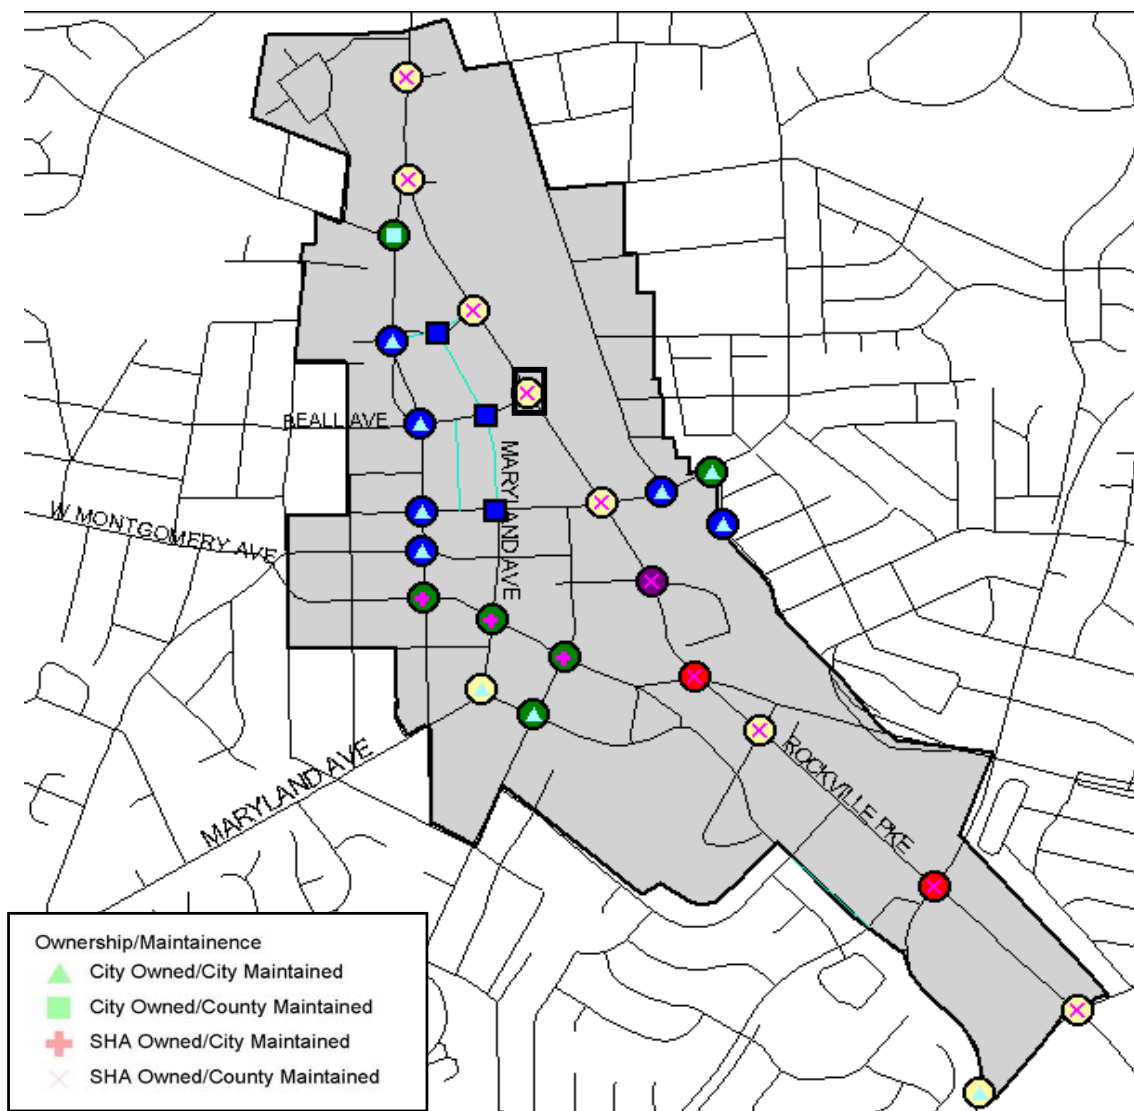 BEALL AVE
MARYLAND AVE
W MONTGOMERY AVE
MARYLAND AVE
ROCKVILLE PKE
Ownership/Maintainence
City Owned/City Maintained
City Owned/County Maintained
SHA Owned/City Maintained
SHA Owned/County Maintained